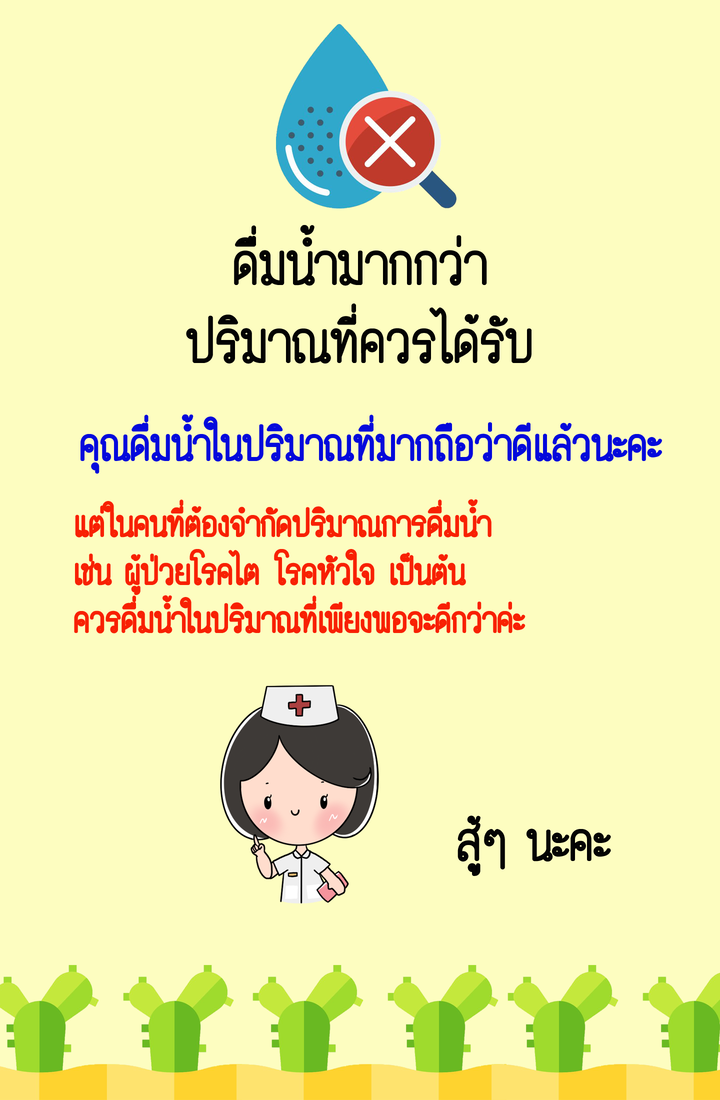 ดื่มน้ำมากกว่า
ปริมาณที่ควรได้รับ
คุณดื่มน้ำในปริมาณที่มากถือว่าดีแล้วนะคะ
แต่ในคนที่ต้องจำกัดปริมาณการดื่มน้ำ
เช่น ผู้ป่วยโรคไต โรคหัวใจ เป็นต้น
ควรดื่มน้ำในปริมาณที่เพียงพอจะดีกว่าค่ะ
สู้ๆ นะคะ